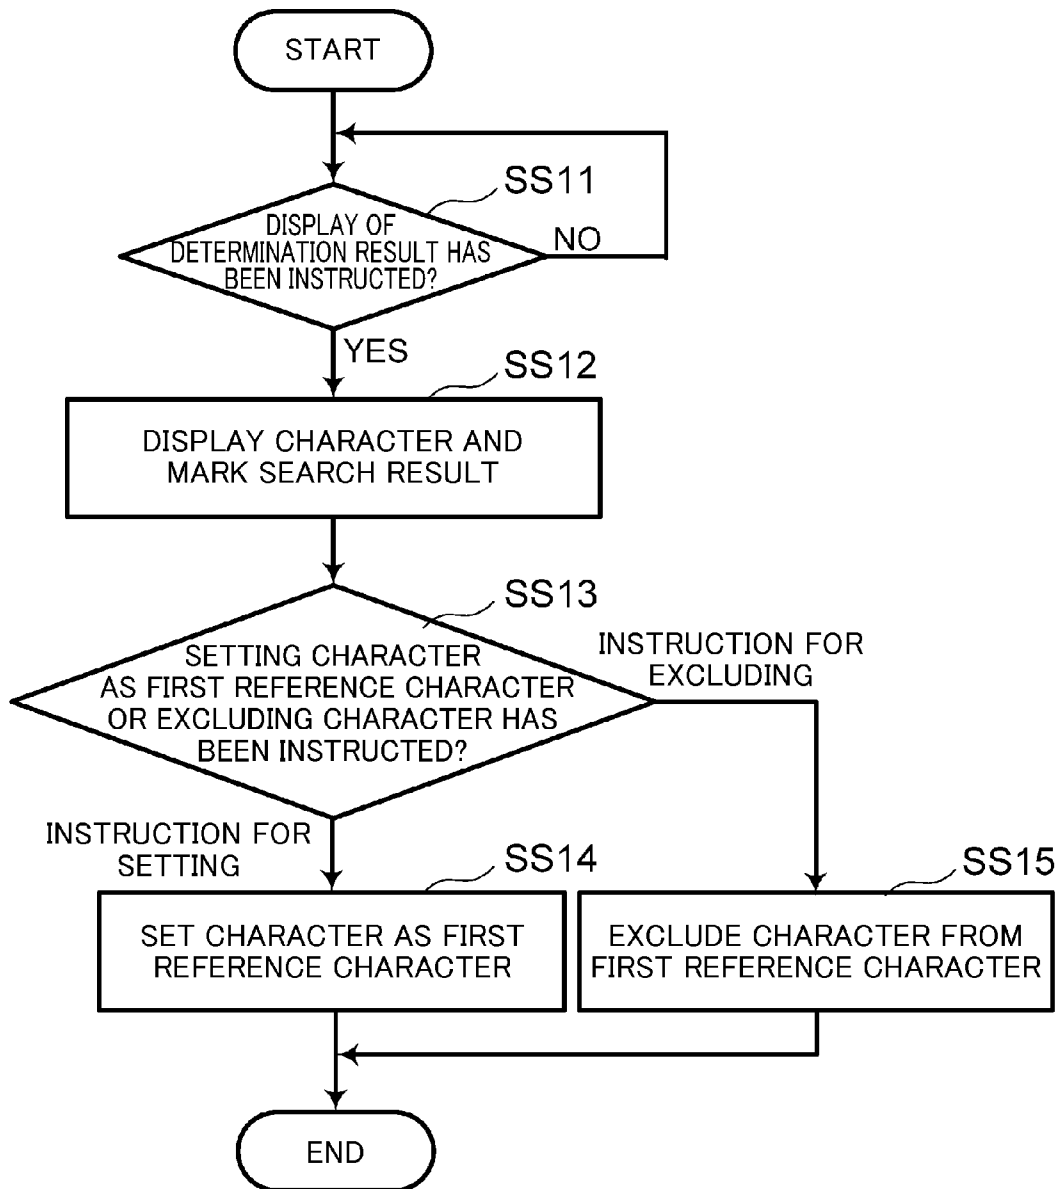 START
SS11
DISPLAY OF
DETERMINATION RESULT HAS
BEEN INSTRUCTED?
NO
YES
SS12
DISPLAY CHARACTER AND
MARK SEARCH RESULT
SS13
SETTING CHARACTER
AS FIRST REFERENCE CHARACTER
OR EXCLUDING CHARACTER HAS
BEEN INSTRUCTED?
INSTRUCTION FOR
EXCLUDING
INSTRUCTION FOR
SETTING
SS14
SET CHARACTER AS FIRST
REFERENCE CHARACTER
SS15
EXCLUDE CHARACTER FROM
FIRST REFERENCE CHARACTER
END